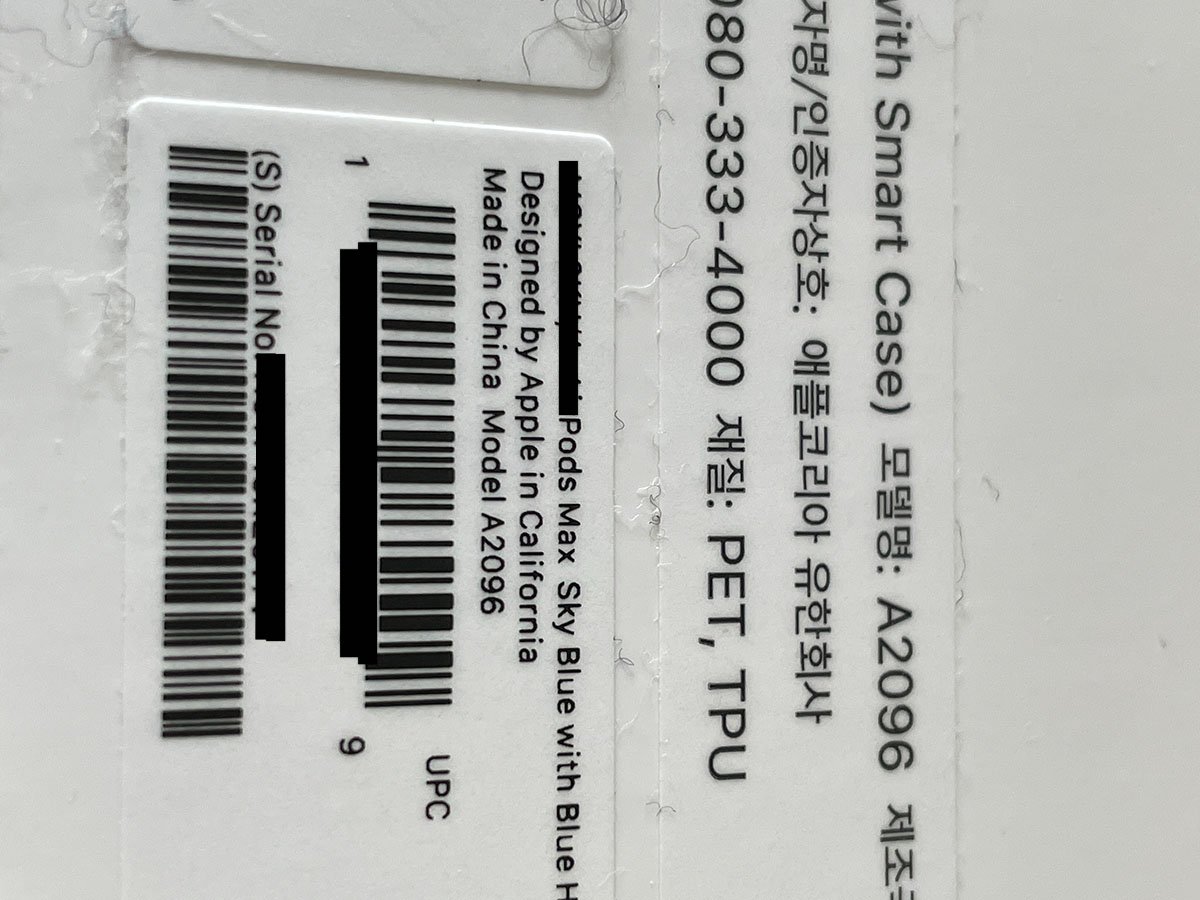 with Smart Case) 모델명: A2096 제조
자명/인증자상호: 애플코리아 유한회사
080-333-4000 재질: PET, TPU
Pods Max Sky Blue with Blue H
Designed by Apple in California
Made in China Model A2096
UPC
1 9
(S) Serial No